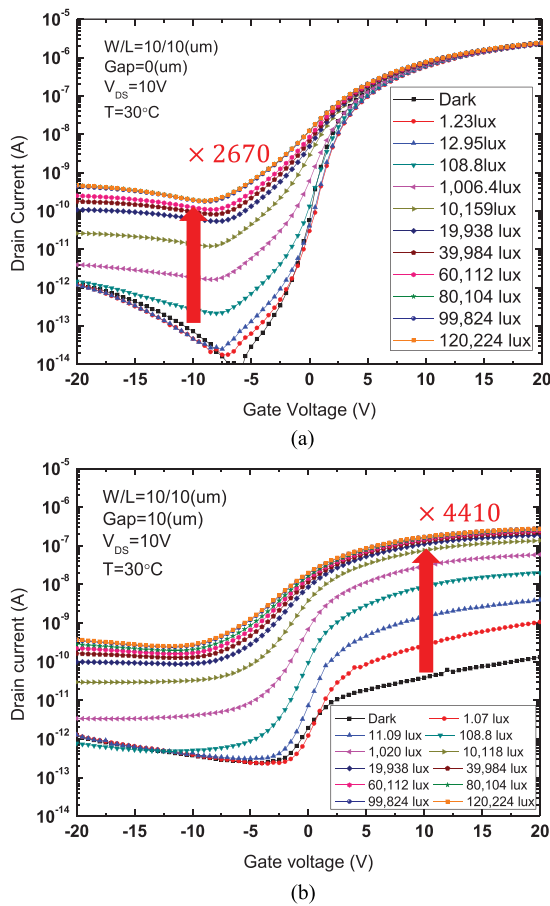 10⁻⁵
10⁻⁶
10⁻⁷
10⁻⁸
10⁻⁹
10⁻¹⁰
10⁻¹¹
10⁻¹²
10⁻¹³
10⁻¹⁴
Drain Current (A)
W/L=10/10(um)
Gap=0(um)
V_DS=10V
T=30°C
× 2670
Dark
1.23lux
12.95lux
108.8lux
1,006.4lux
10,159lux
19,938 lux
39,984 lux
60,112 lux
80,104 lux
99,824 lux
120,224 lux
-20 -15 -10 -5 0 5 10 15 20
Gate Voltage (V)
(a)
10⁻⁵
10⁻⁶
10⁻⁷
10⁻⁸
10⁻⁹
10⁻¹⁰
10⁻¹¹
10⁻¹²
10⁻¹³
10⁻¹⁴
Drain current (A)
W/L=10/10(um)
Gap=10(um)
V_DS=10V
T=30°C
× 4410
Dark 1.07 lux
11.09 lux 108.8 lux
1,020 lux 10,118 lux
19,938 lux 39,984 lux
60,112 lux 80,104 lux
99,824 lux 120,224 lux
-20 -15 -10 -5 0 5 10 15 20
Gate voltage (V)
(b)